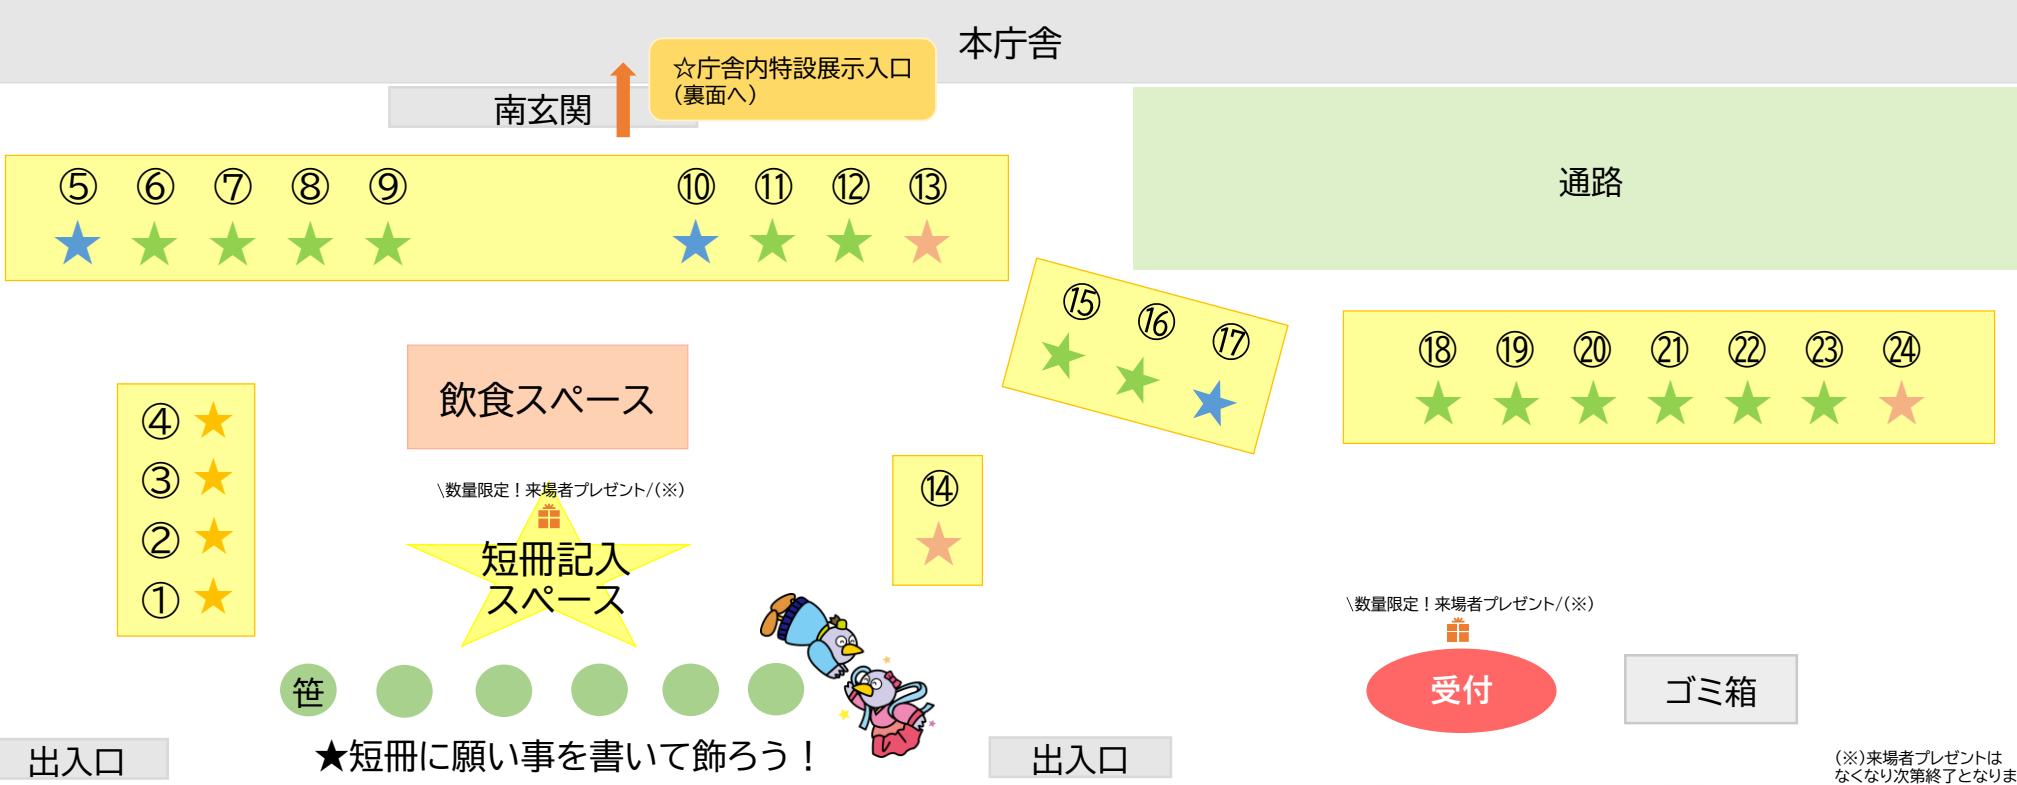 本庁舎
☆庁舎内特設展示入口
（裏面へ）
南玄関
通路
⑤ ⑥ ⑦ ⑧ ⑨ ⑩ ⑪ ⑫ ⑬
★ ★ ★ ★ ★ ★ ★ ★ ★
⑮ ⑯ ⑰
★ ★ ★
⑱ ⑲ ⑳ ㉑ ㉒ ㉓ ㉔
★ ★ ★ ★ ★ ★ ★
飲食スペース
④ ★
③ ★
② ★
① ★
\数量限定！来場者プレゼント/(※)
短冊記入
スペース
⑭
★
\数量限定！来場者プレゼント/(※)
受付
ゴミ箱
笹
★短冊に願い事を書いて飾ろう！
出入口
出入口
(※)来場者プレゼントは
なくなり次第終了となりま